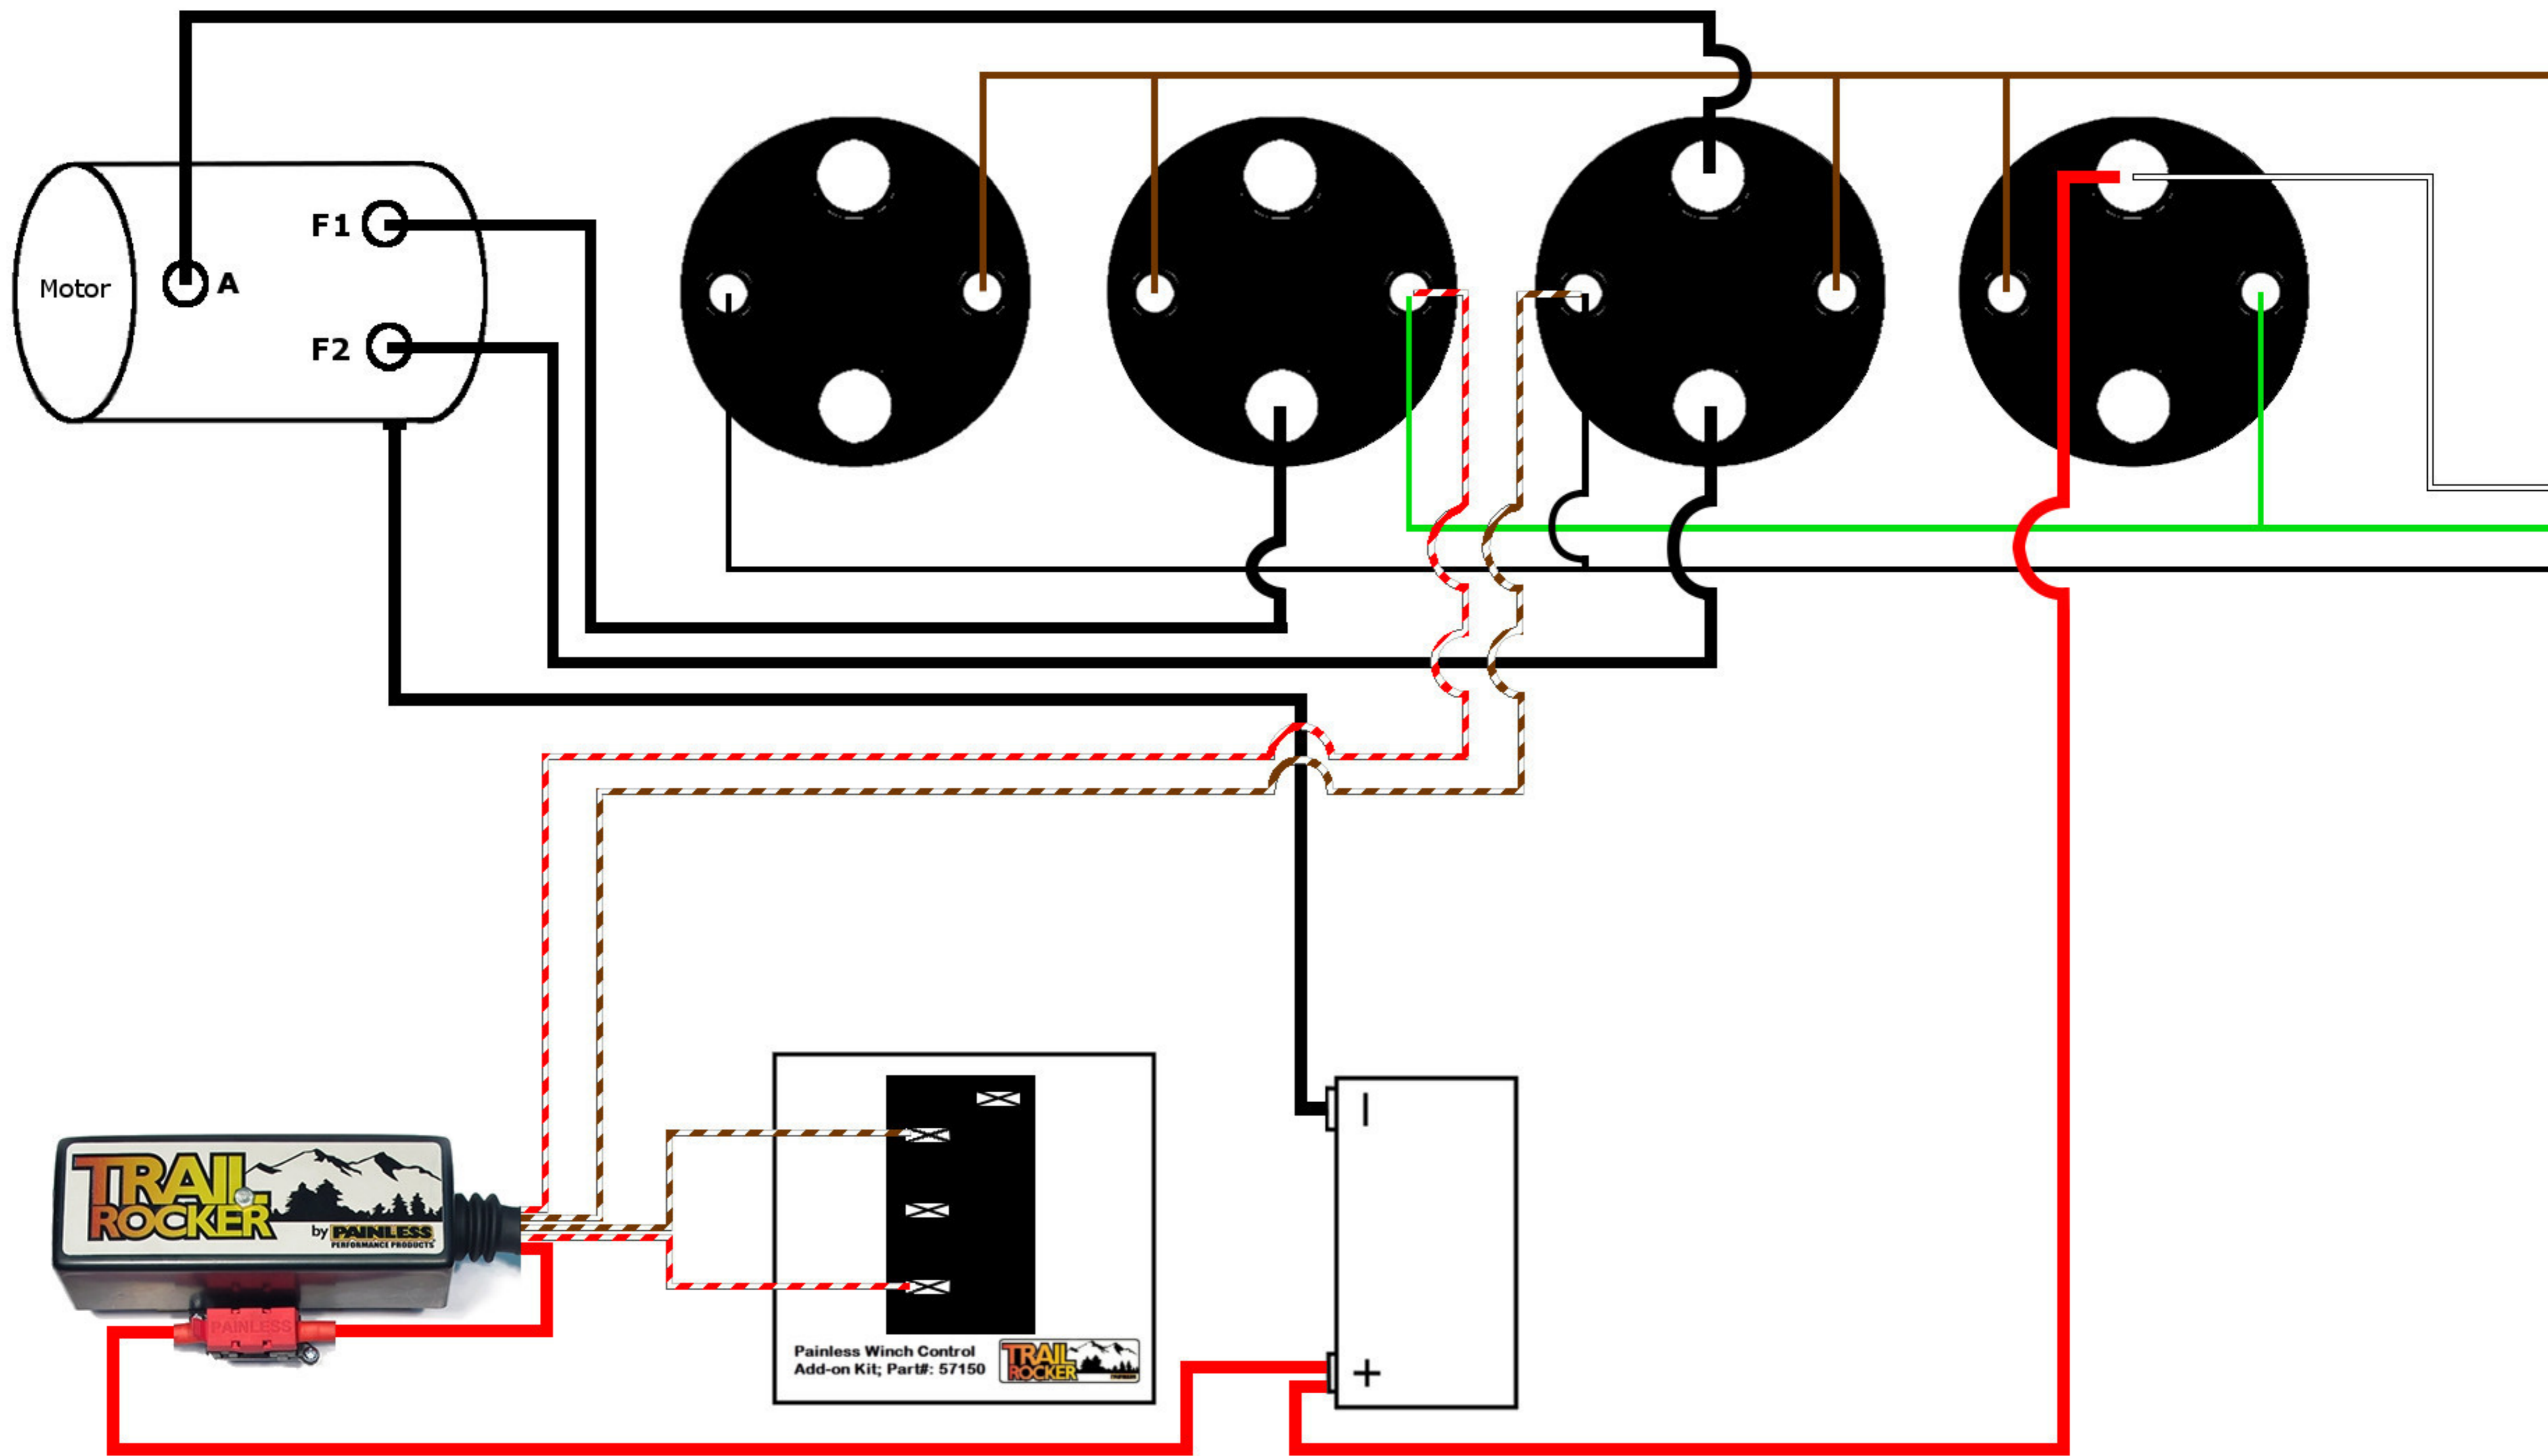 Motor
A
F1
F2
TRAIL
ROCKER
by PAINLESS
PERFORMANCE PRODUCTS
PAINLESS
Painless Winch Control
Add-on Kit; Part#: 57150
TRAIL
ROCKER
−
+